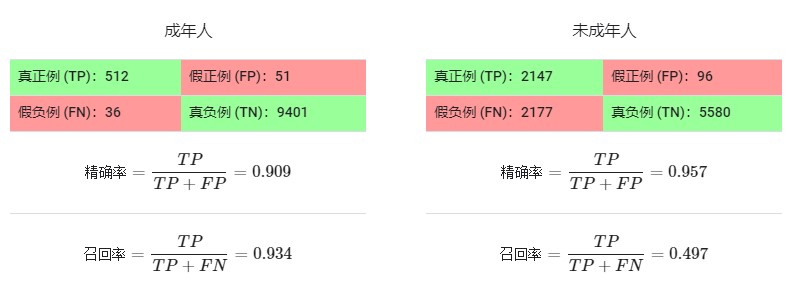 成年人
真正例 (TP)：512 假正例 (FP)：51
假负例 (FN)：36 真负例 (TN)：9401
精确率 = TP / (TP + FP) = 0.909
召回率 = TP / (TP + FN) = 0.934
未成年人
真正例 (TP)：2147 假正例 (FP)：96
假负例 (FN)：2177 真负例 (TN)：5580
精确率 = TP / (TP + FP) = 0.957
召回率 = TP / (TP + FN) = 0.497